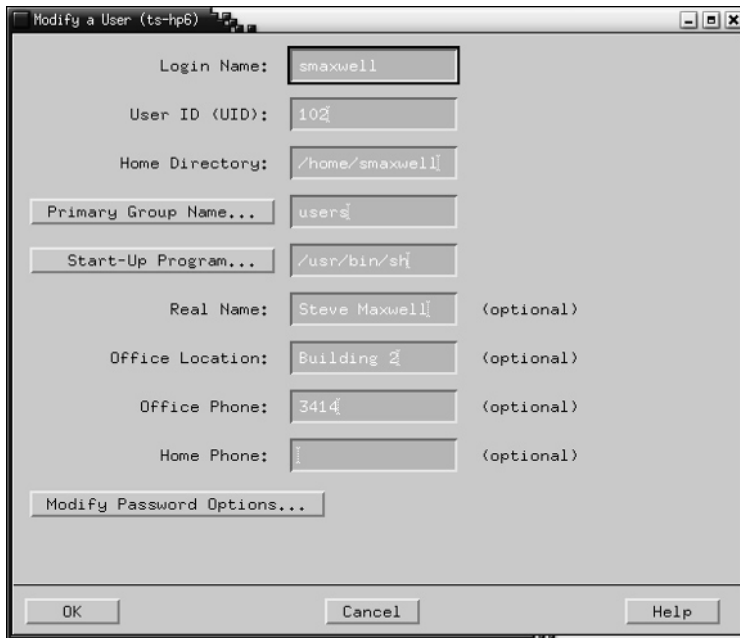 Modify a User (ts-hp6)
Login Name: smaxwell
User ID (UID): 102
Home Directory: /home/smaxwell
Primary Group Name... users
Start-Up Program... /usr/bin/sh
Real Name: Steve Maxwell (optional)
Office Location: Building 2 (optional)
Office Phone: 3414 (optional)
Home Phone: (optional)
Modify Password Options...
OK Cancel Help